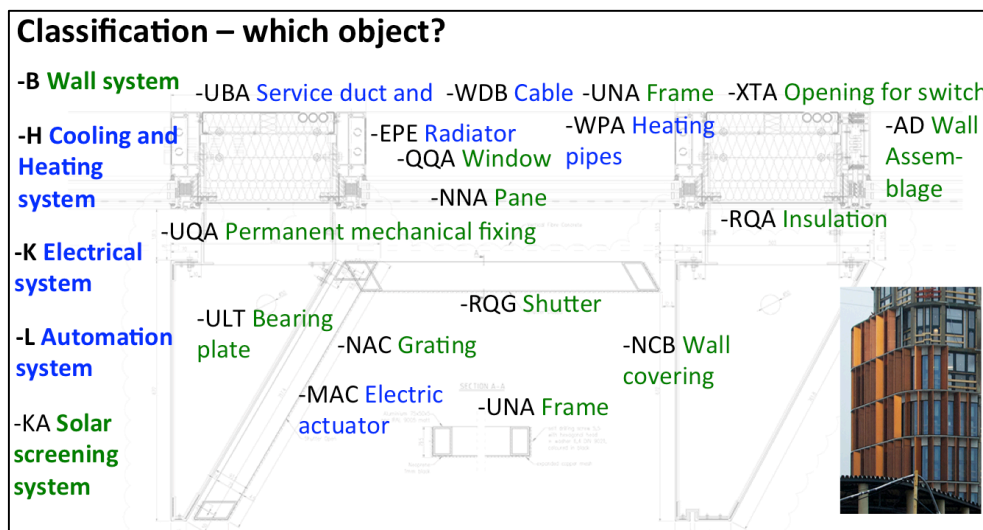 Classification – which object?
-B Wall system
-UBA Service duct and
-WDB Cable
-UNA Frame
-XTA Opening for switch
-H Cooling and
Heating
system
-EPE Radiator
-WPA Heating
pipes
-AD Wall
Assem-
blage
-QQA Window
-NNA Pane
-RQA Insulation
-UQA Permanent mechanical fixing
-K Electrical
system
-RQG Shutter
-ULT Bearing
plate
-L Automation
system
-NAC Grating
-NCB Wall
covering
-MAC Electric
actuator
SECTION A-A
-UNA Frame
-KA Solar
screening
system